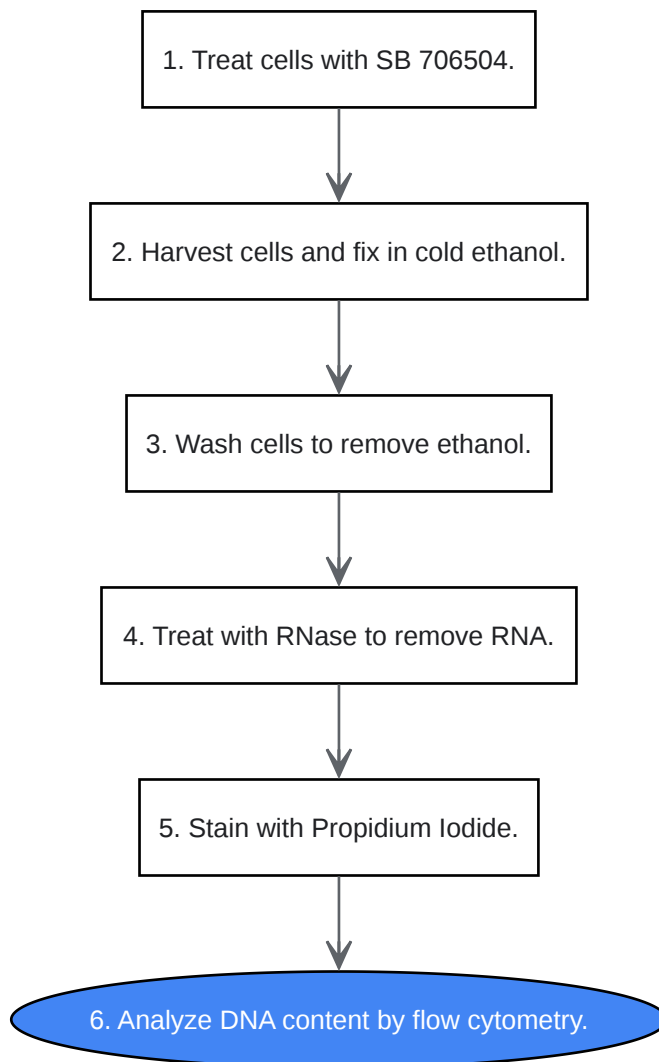 1. Treat cells with SB 706504.
2. Harvest cells and fix in cold ethanol.
3. Wash cells to remove ethanol.
4. Treat with RNase to remove RNA.
5. Stain with Propidium Iodide.
6. Analyze DNA content by flow cytometry.